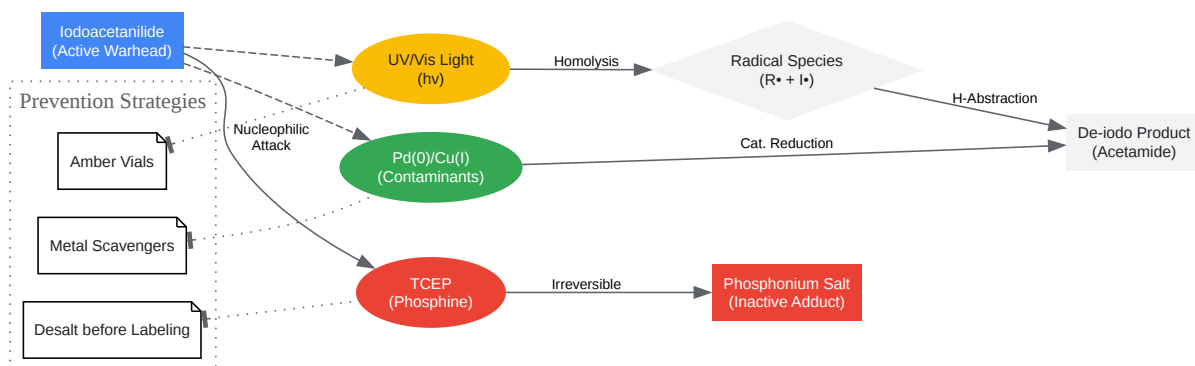 Iodoacetanilide
(Active Warhead)
UV/Vis Light
(hv)
Homolysis
Radical Species
(R• + I•)
H-Abstraction
De-iodo Product
(Acetamide)
Prevention Strategies
Amber Vials
Nucleophilic
Attack
Pd(0)/Cu(I)
(Contaminants)
Cat. Reduction
Metal Scavengers
TCEP
(Phosphine)
Irreversible
Phosphonium Salt
(Inactive Adduct)
Desalt before Labeling